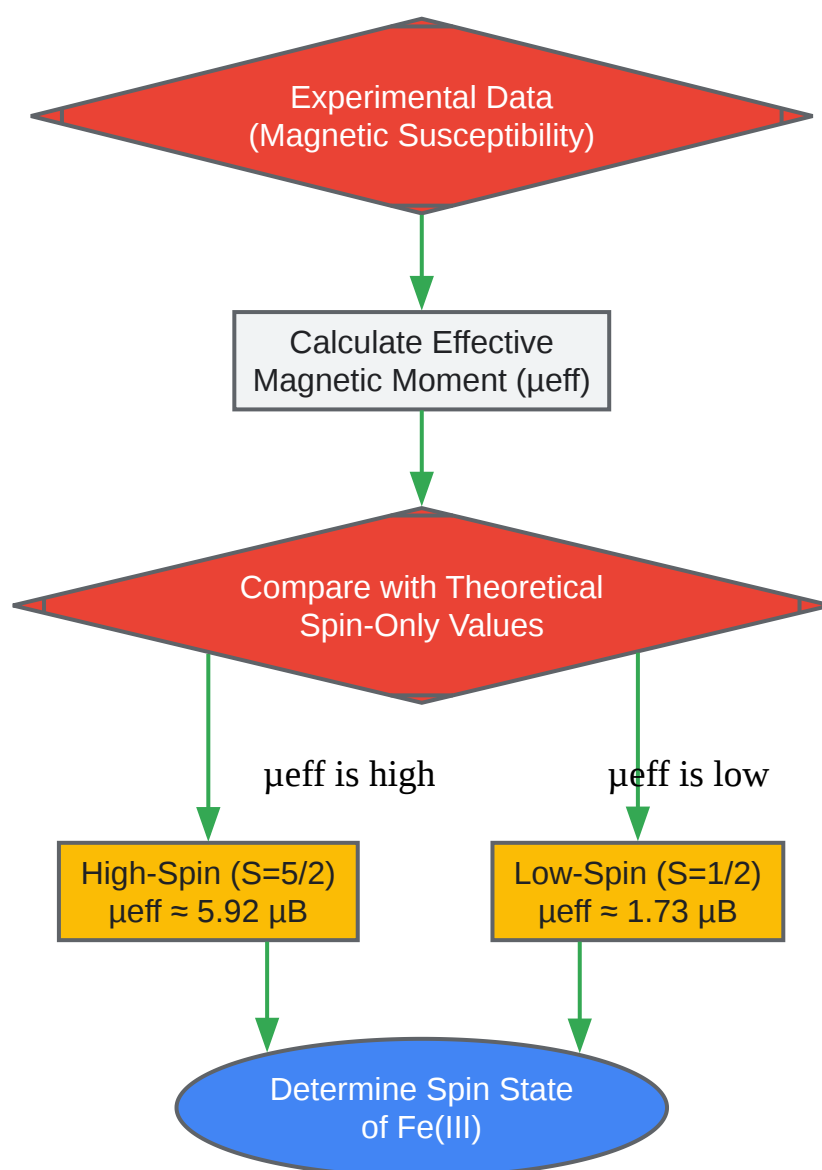 Experimental Data
(Magnetic Susceptibility)
Calculate Effective
Magnetic Moment (µeff)
Compare with Theoretical
Spin-Only Values
µeff is high
µeff is low
High-Spin (S=5/2)
µeff ≈ 5.92 µB
Low-Spin (S=1/2)
µeff ≈ 1.73 µB
Determine Spin State
of Fe(III)